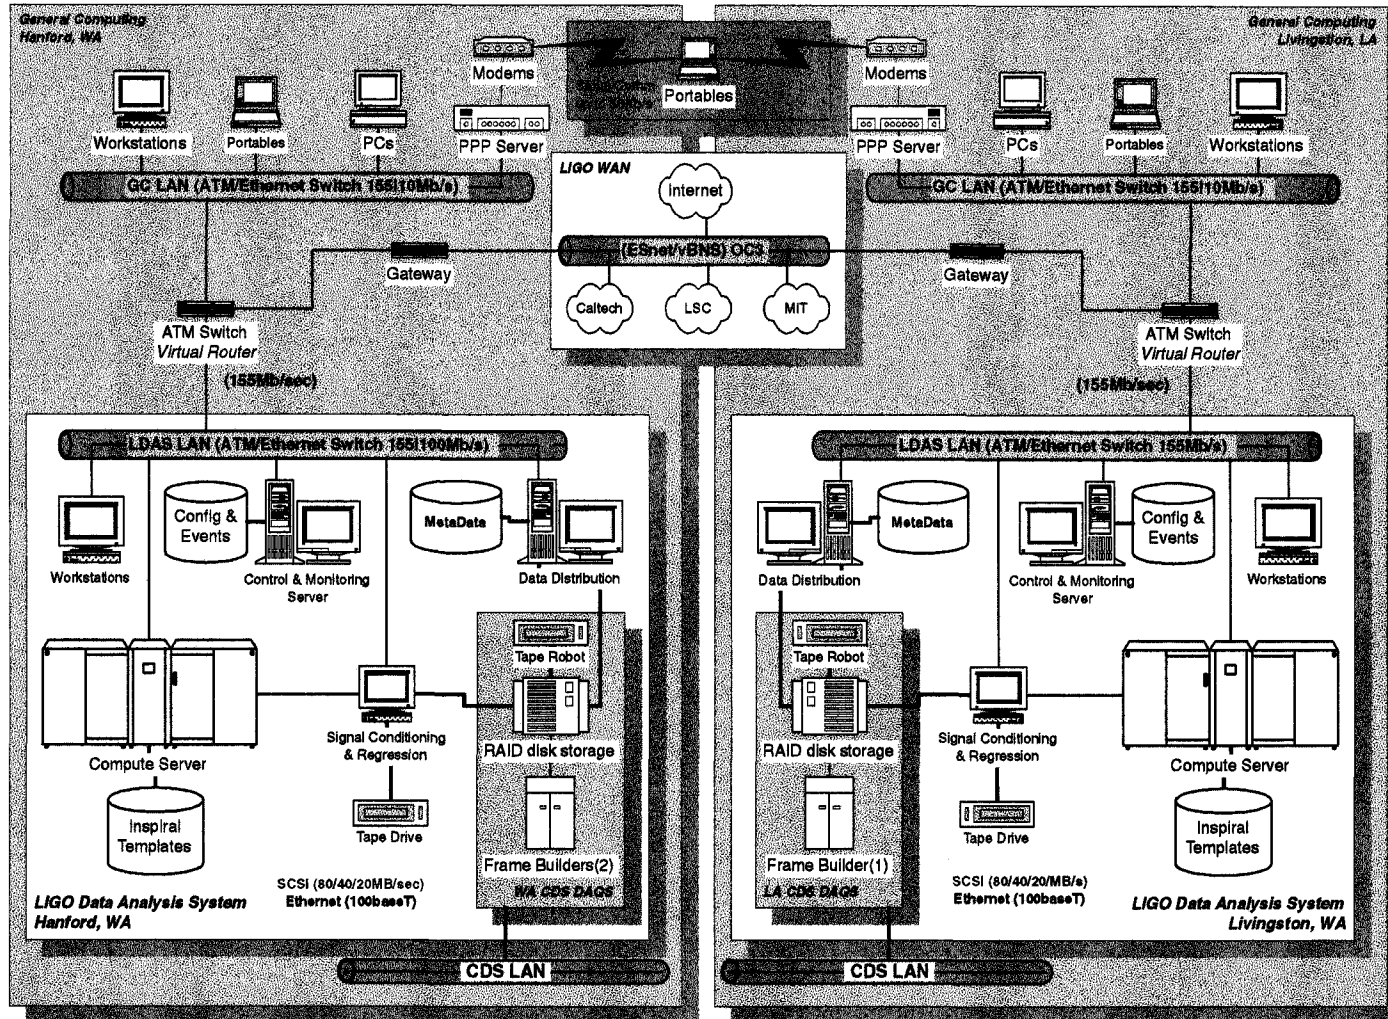 General Computing
Hanford, WA
General Computing
Livingston, LA
Modems
Portables
Modems
Workstations
Portables
PCs
PPP Server
PPP Server
PCs
Portables
Workstations
GC LAN (ATM/Ethernet Switch 155/10Mb/s)
GC LAN (ATM/Ethernet Switch 155/10Mb/s)
LIGO WAN
Internet
(ESnet/vBNS) OC3
Caltech
LSC
MIT
Gateway
Gateway
ATM Switch
Virtual Router
(155Mb/sec)
ATM Switch
Virtual Router
(155Mb/sec)
LDAS LAN (ATM/Ethernet Switch 155/100Mb/s)
Workstations
Config &
Events
Control & Monitoring
Server
MetaData
Data Distribution
Tape Robot
RAID disk storage
Frame Builders(2)
WA CDS DAQS
Compute Server
Inspiral
Templates
Signal Conditioning
& Regression
Tape Drive
SCSI (80/40/20MB/sec)
Ethernet (100baseT)
LIGO Data Analysis System
Hanford, WA
CDS LAN
LDAS LAN (ATM/Ethernet Switch 155Mb/s)
Data Distribution
MetaData
Control & Monitoring
Server
Config &
Events
Workstations
Tape Robot
RAID disk storage
Frame Builder(1)
LA CDS DAQS
Signal Conditioning
& Regression
Tape Drive
Compute Server
Inspiral
Templates
SCSI (80/40/20/MB/s)
Ethernet (100baseT)
LIGO Data Analysis System
Livingston, WA
CDS LAN